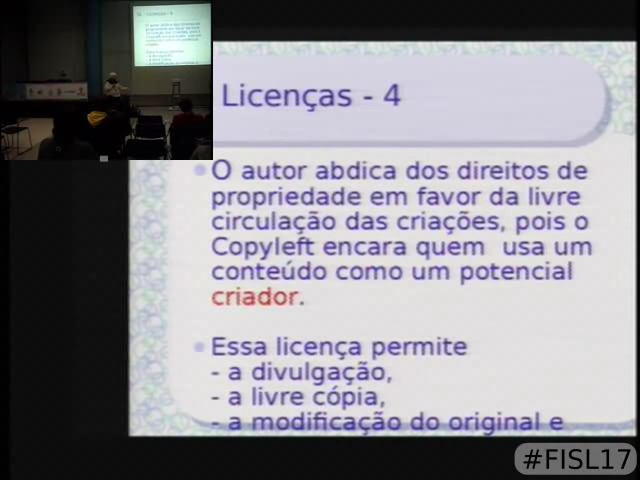 Licenças - 4
O autor abdica dos direitos de
propriedade em favor da livre
circulação das criações, pois o
Copyleft encara quem usa um
conteúdo como um potencial
criador.
Essa licença permite
- a divulgação,
- a livre cópia,
- a modificação do original e
#FISL17